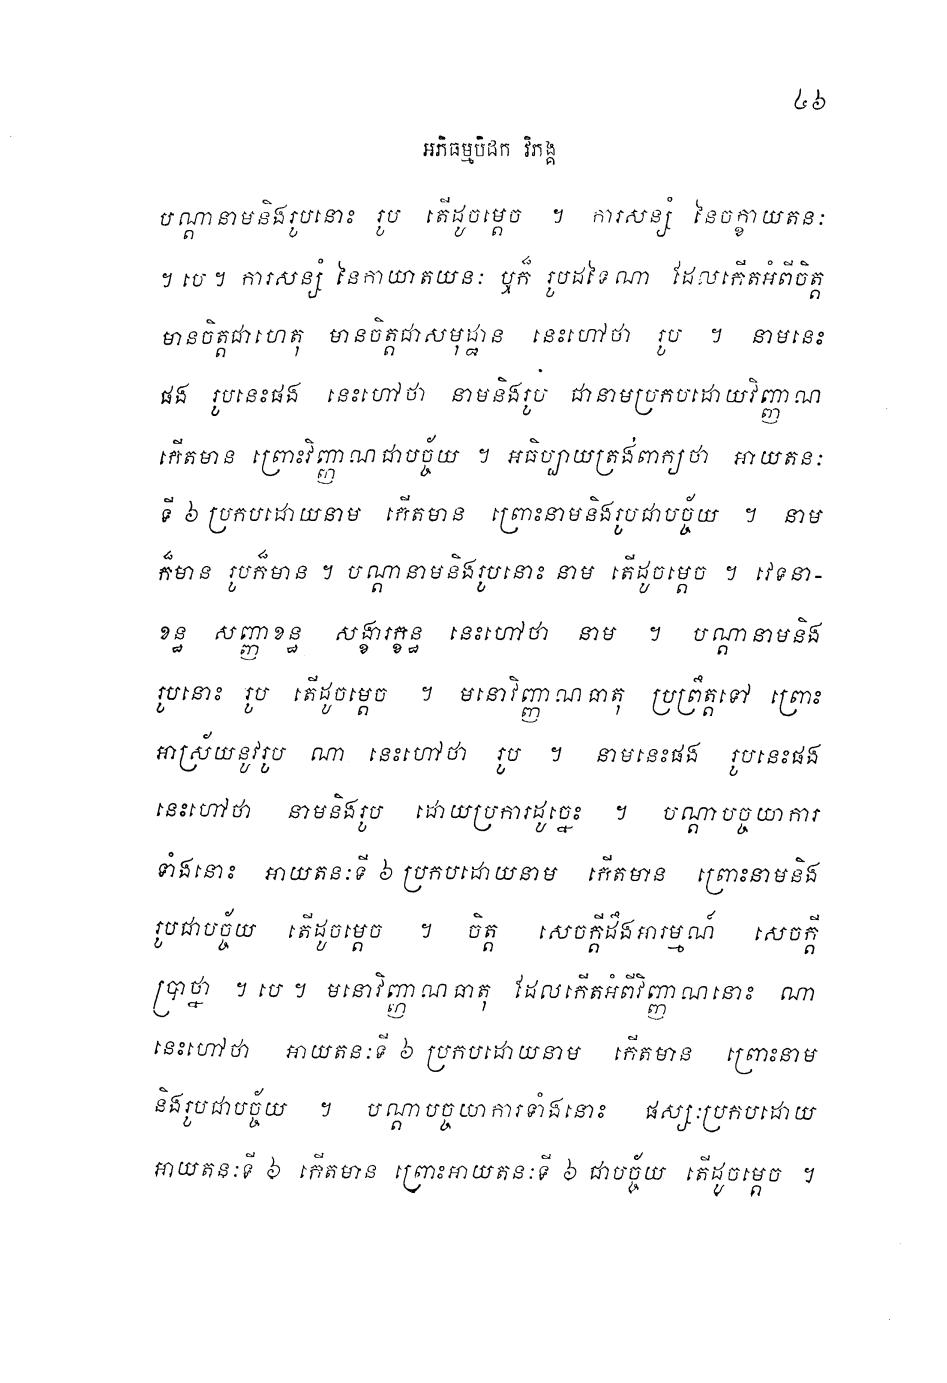 ៤៦
អភិធម្មបិដក វិភង្គ
បណ្តានាមនិងរូបនោះ រូប តើដូចម្តេច ។ ការសន្សំ នៃចក្ខាយតនៈ
។ បេ ។ ការសន្សំ នៃកាយាតយនៈ ឬក៏ រូបដទៃណា ដែលកើតអំពីចិត្ត
មានចិត្តជាហេតុ មានចិត្តជាសមុដ្ឋាន នេះហៅថា រូប ។ នាមនេះ
ផង រូបនេះផង នេះហៅថា នាមនិងរូប ជានាមប្រកបដោយវិញ្ញាណ
កើតមាន ព្រោះវិញ្ញាណជាបច្ច័យ ។ អធិប្បាយត្រង់ពាក្យថា អាយតនៈ
ទី ៦ ប្រកបដោយនាម កើតមាន ព្រោះនាមនិងរូបជាបច្ច័យ ។ នាម
ក៏មាន រូបក៏មាន ។ បណ្តានាមនិងរូបនោះ នាម តើដូចម្តេច ។ វេទនា-
ខន្ធ សញ្ញាខន្ធ សង្ខារក្ខន្ធ នេះហៅថា នាម ។ បណ្តានាមនិង
រូបនោះ រូប តើដូចម្តេច ។ មនោវិញ្ញាណធាតុ ប្រព្រឹត្តទៅ ព្រោះ
អាស្រ័យនូវរូប ណា នេះហៅថា រូប ។ នាមនេះផង រូបនេះផង
នេះហៅថា នាមនិងរូប ដោយប្រការដូច្នេះ ។ បណ្តាបច្ចយាការ
ទាំងនោះ អាយតនៈទី ៦ ប្រកបដោយនាម កើតមាន ព្រោះនាមនិង
រូបជាបច្ច័យ តើដូចម្តេច ។ ចិត្ត សេចក្តីដឹងអារម្មណ៍ សេចក្តី
ប្រាថ្នា ។ បេ ។ មនោវិញ្ញាណធាតុ ដែលកើតអំពីវិញ្ញាណនោះ ណា
នេះហៅថា អាយតនៈទី ៦ ប្រកបដោយនាម កើតមាន ព្រោះនាម
និងរូបជាបច្ច័យ ។ បណ្តាបច្ចយាការទាំងនោះ ផស្សៈប្រកបដោយ
អាយតនៈទី ៦ កើតមាន ព្រោះអាយតនៈទី ៦ ជាបច្ច័យ តើដូចម្តេច ។